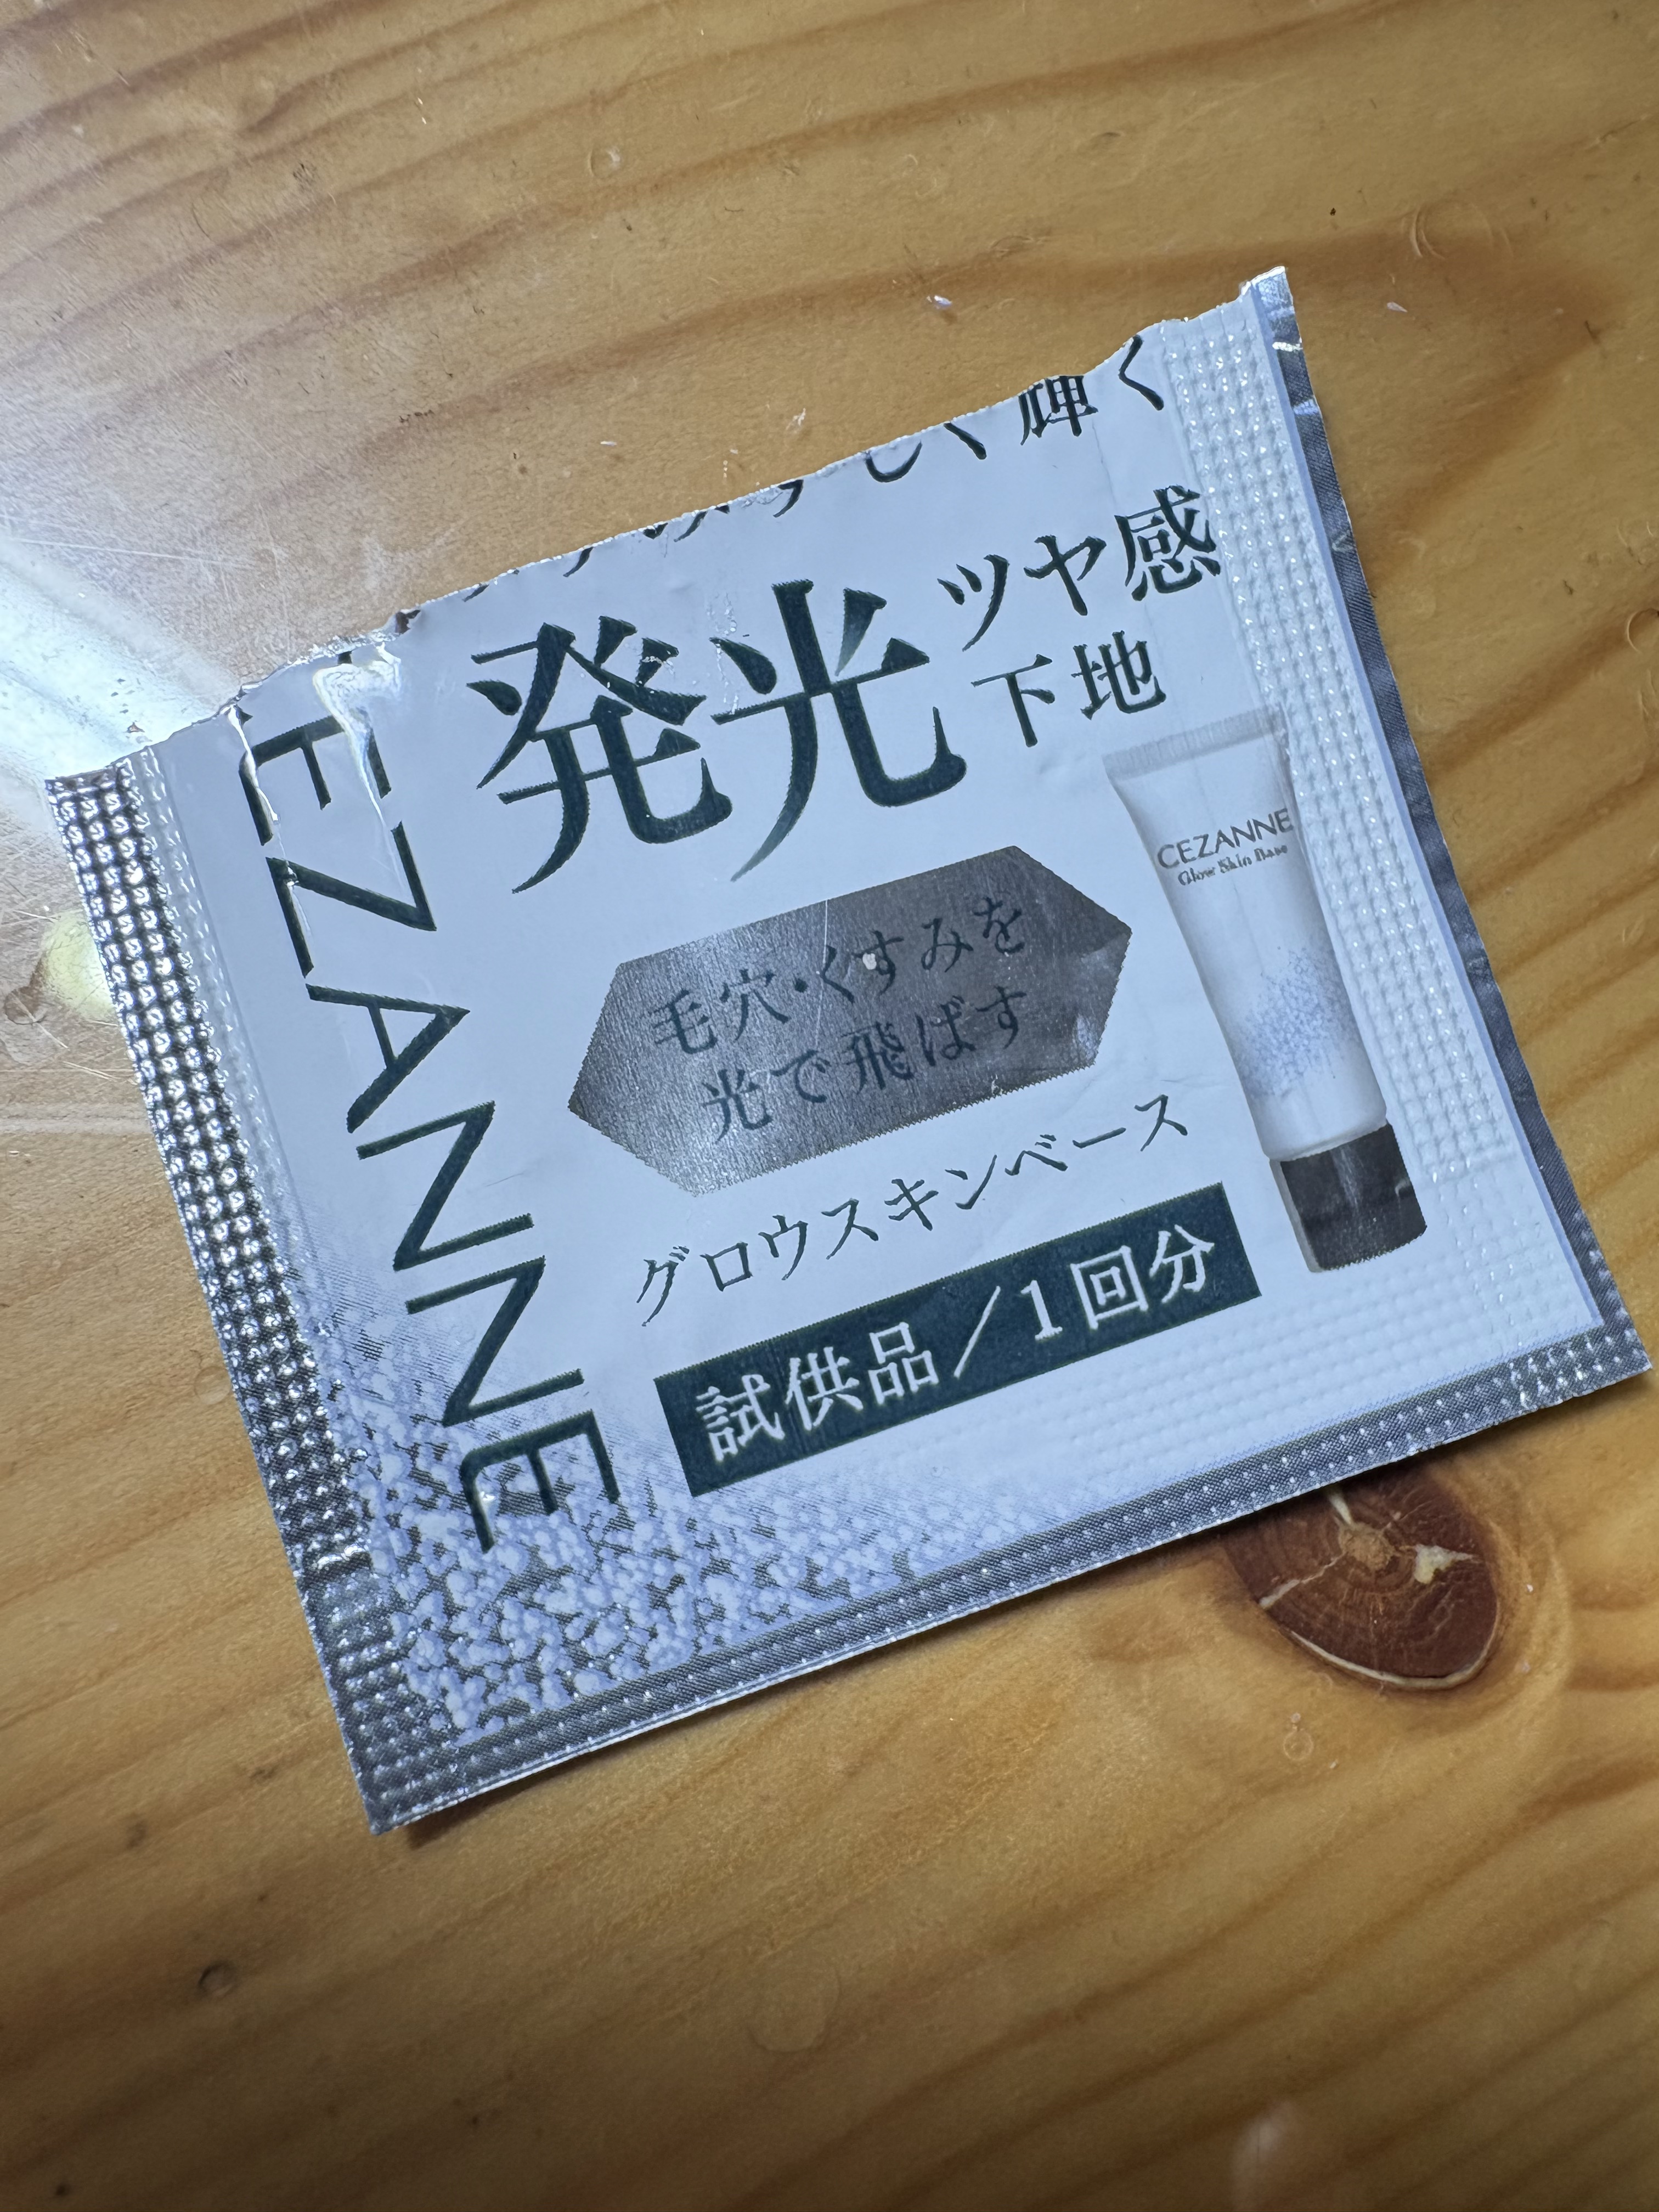 輝く
発光
ツヤ感
下地
EZANNE
毛穴・くすみを
光で飛ばす
グロウスキンベース
試供品/1回分
CEZANNE
Glow Skin Base